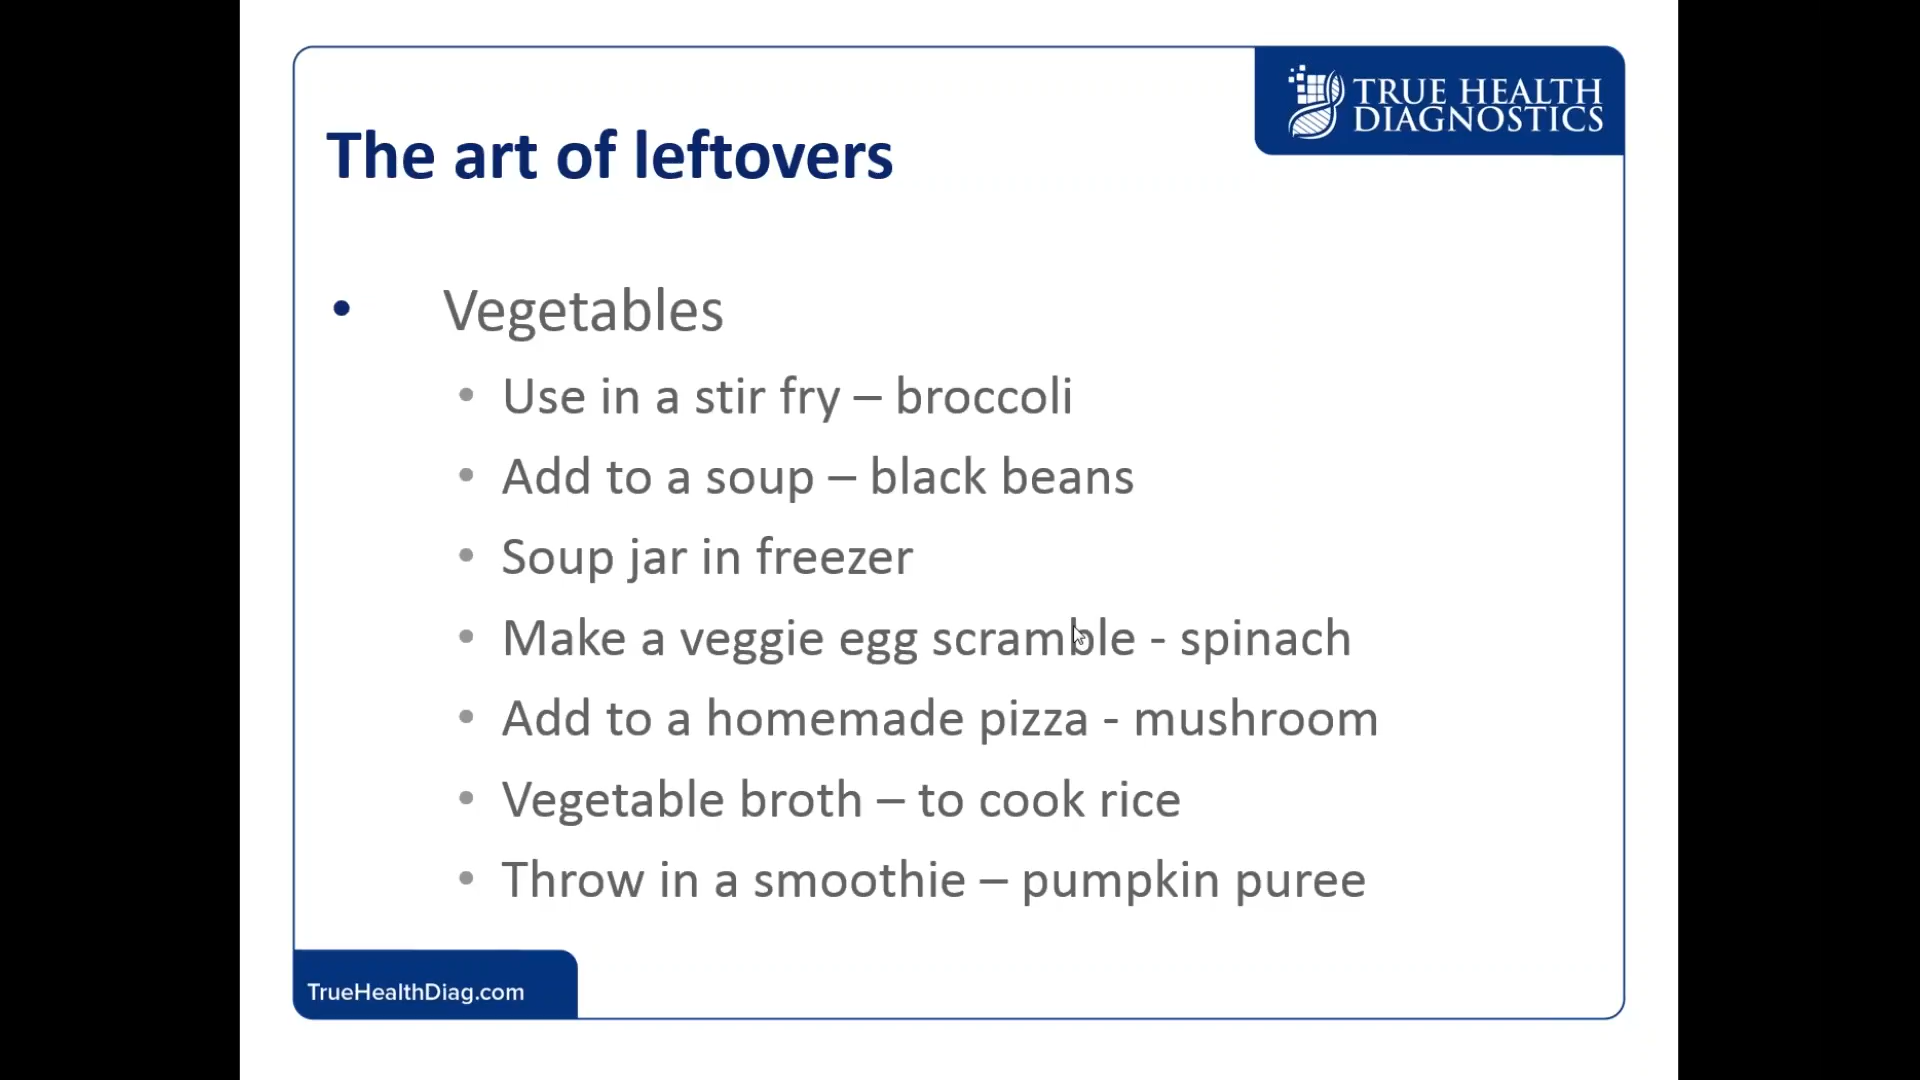 TRUE HEALTH
DIAGNOSTICS
The art of leftovers
• Vegetables
• Use in a stir fry – broccoli
• Add to a soup – black beans
• Soup jar in freezer
• Make a veggie egg scramble - spinach
• Add to a homemade pizza - mushroom
• Vegetable broth – to cook rice
• Throw in a smoothie – pumpkin puree
TrueHealthDiag.com